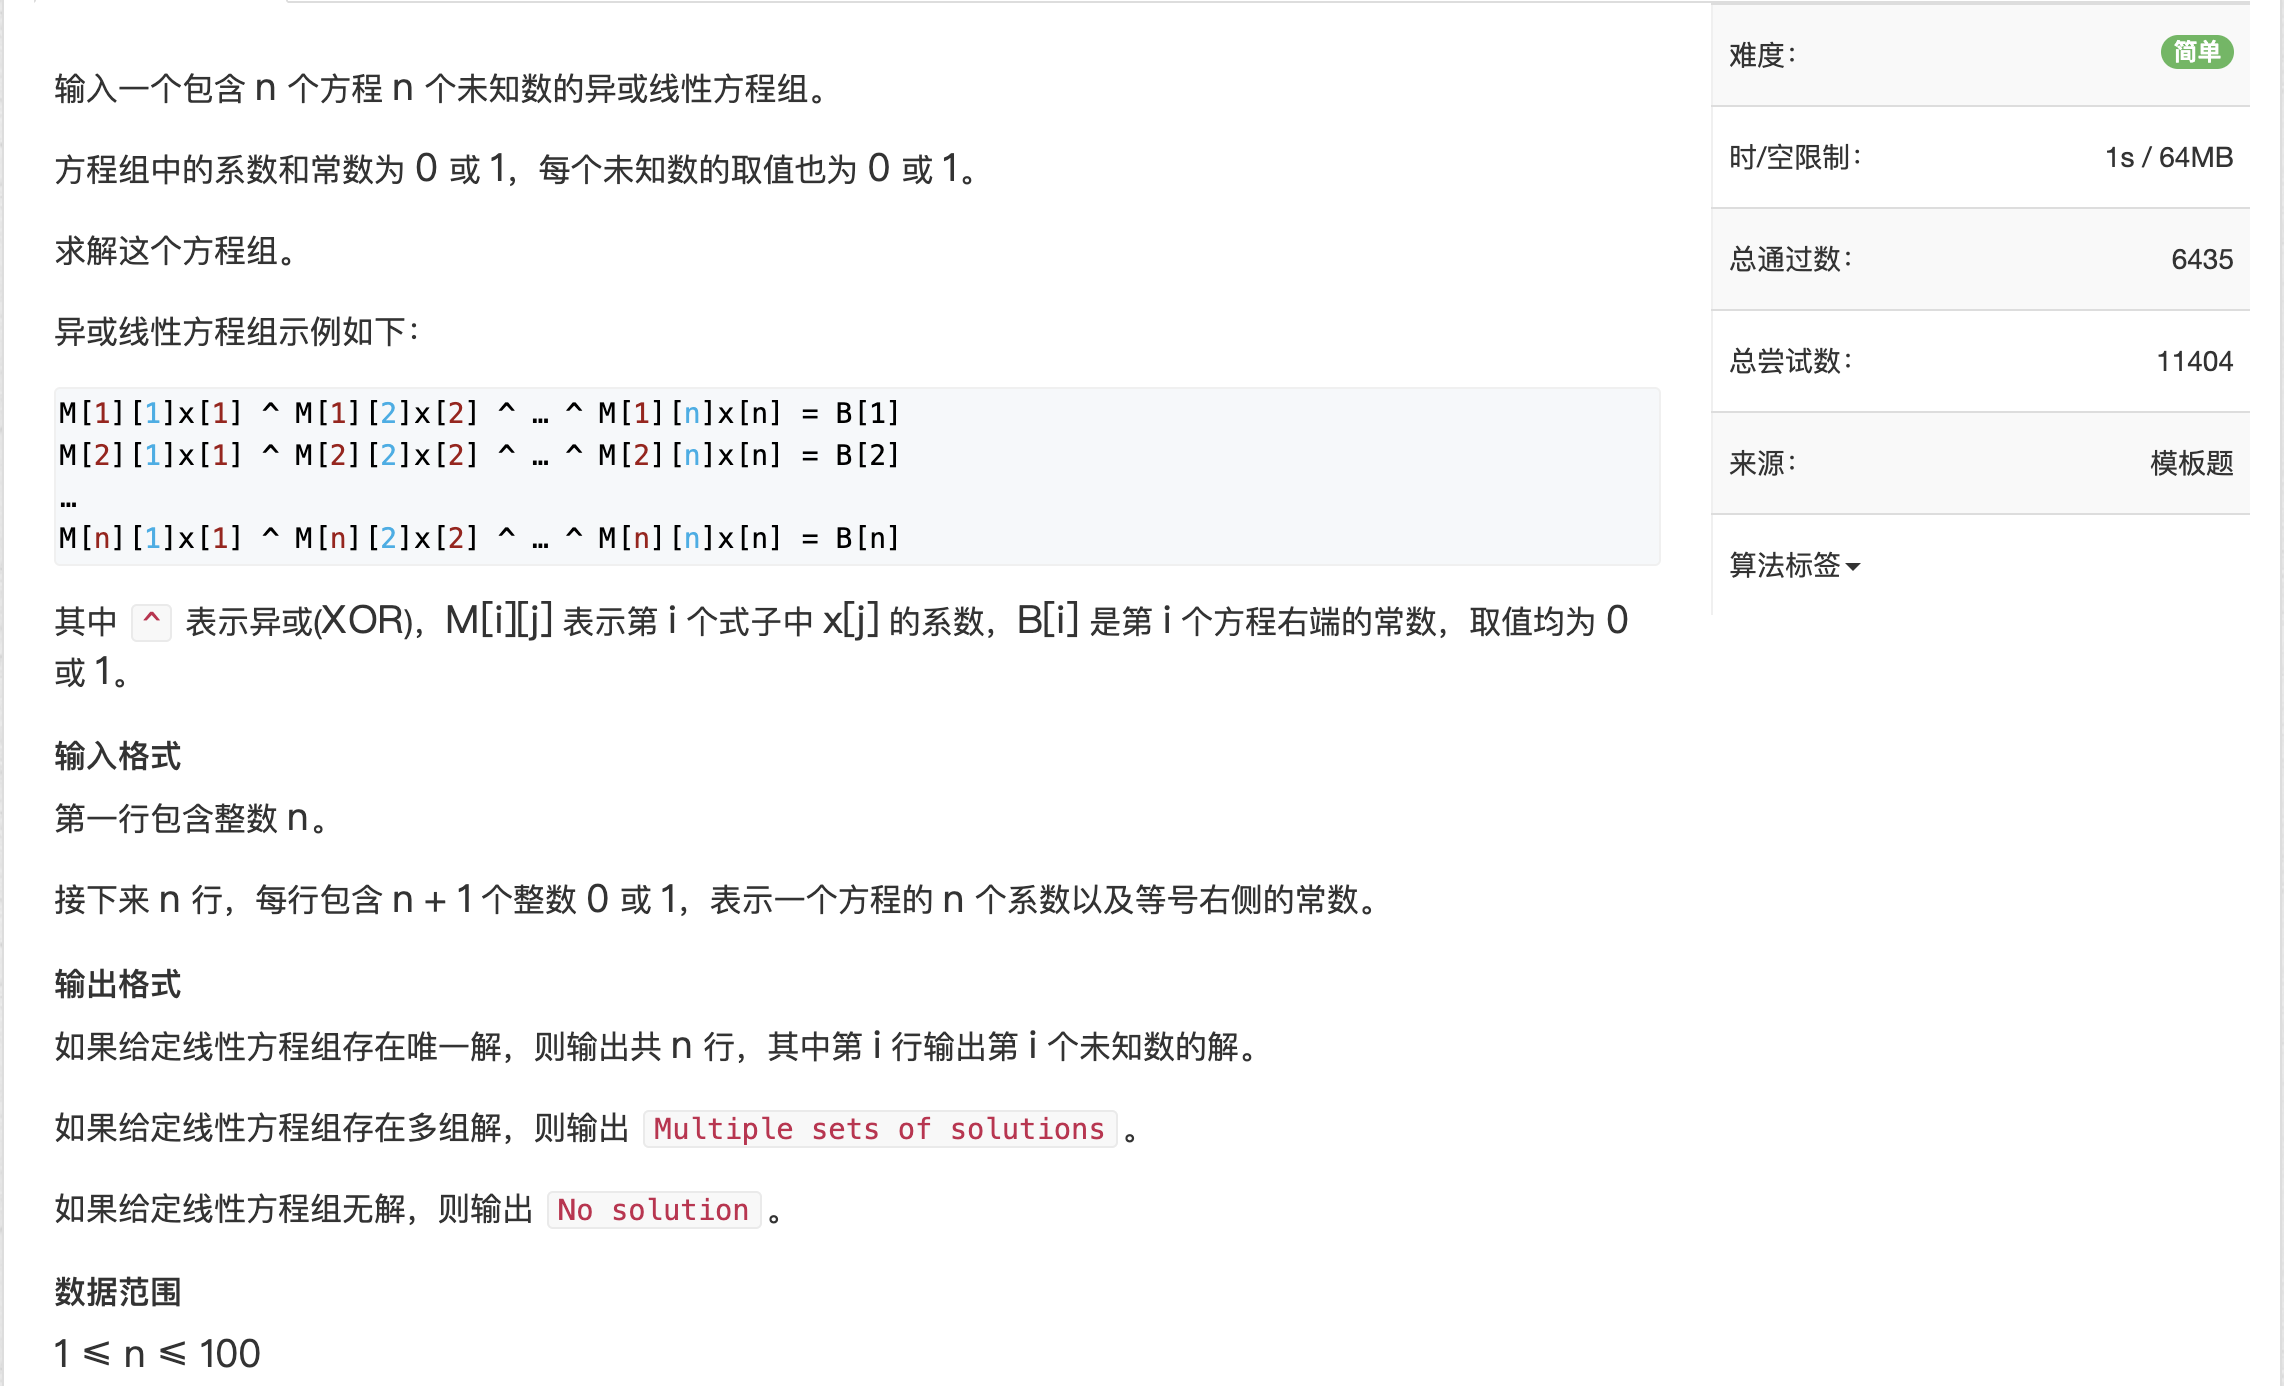 输入一个包含 n 个方程 n 个未知数的异或线性方程组。
方程组中的系数和常数为 0 或 1，每个未知数的取值也为 0 或 1。
求解这个方程组。
异或线性方程组示例如下：
M[1][1]x[1] ^ M[1][2]x[2] ^ … ^ M[1][n]x[n] = B[1]
M[2][1]x[1] ^ M[2][2]x[2] ^ … ^ M[2][n]x[n] = B[2]
…
M[n][1]x[1] ^ M[n][2]x[2] ^ … ^ M[n][n]x[n] = B[n]
其中 ^ 表示异或(XOR)，M[i][j] 表示第 i 个式子中 x[j] 的系数，B[i] 是第 i 个方程右端的常数，取值均为 0
或 1。
输入格式
第一行包含整数 n。
接下来 n 行，每行包含 n + 1 个整数 0 或 1，表示一个方程的 n 个系数以及等号右侧的常数。
输出格式
如果给定线性方程组存在唯一解，则输出共 n 行，其中第 i 行输出第 i 个未知数的解。
如果给定线性方程组存在多组解，则输出 Multiple sets of solutions 。
如果给定线性方程组无解，则输出 No solution 。
数据范围
1 ⩽ n ⩽ 100
难度： 简单
时/空限制： 1s / 64MB
总通过数： 6435
总尝试数： 11404
来源： 模板题
算法标签